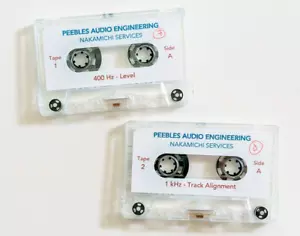 PEEBLES AUDIO ENGINEERING
NAKAMICHI SERVICES
Tape
1
Side
A
400 Hz - Level
PEEBLES AUDIO ENGINEERING
NAKAMICHI SERVICES
Tape
2
Side
A
1 kHz - Track Alignment